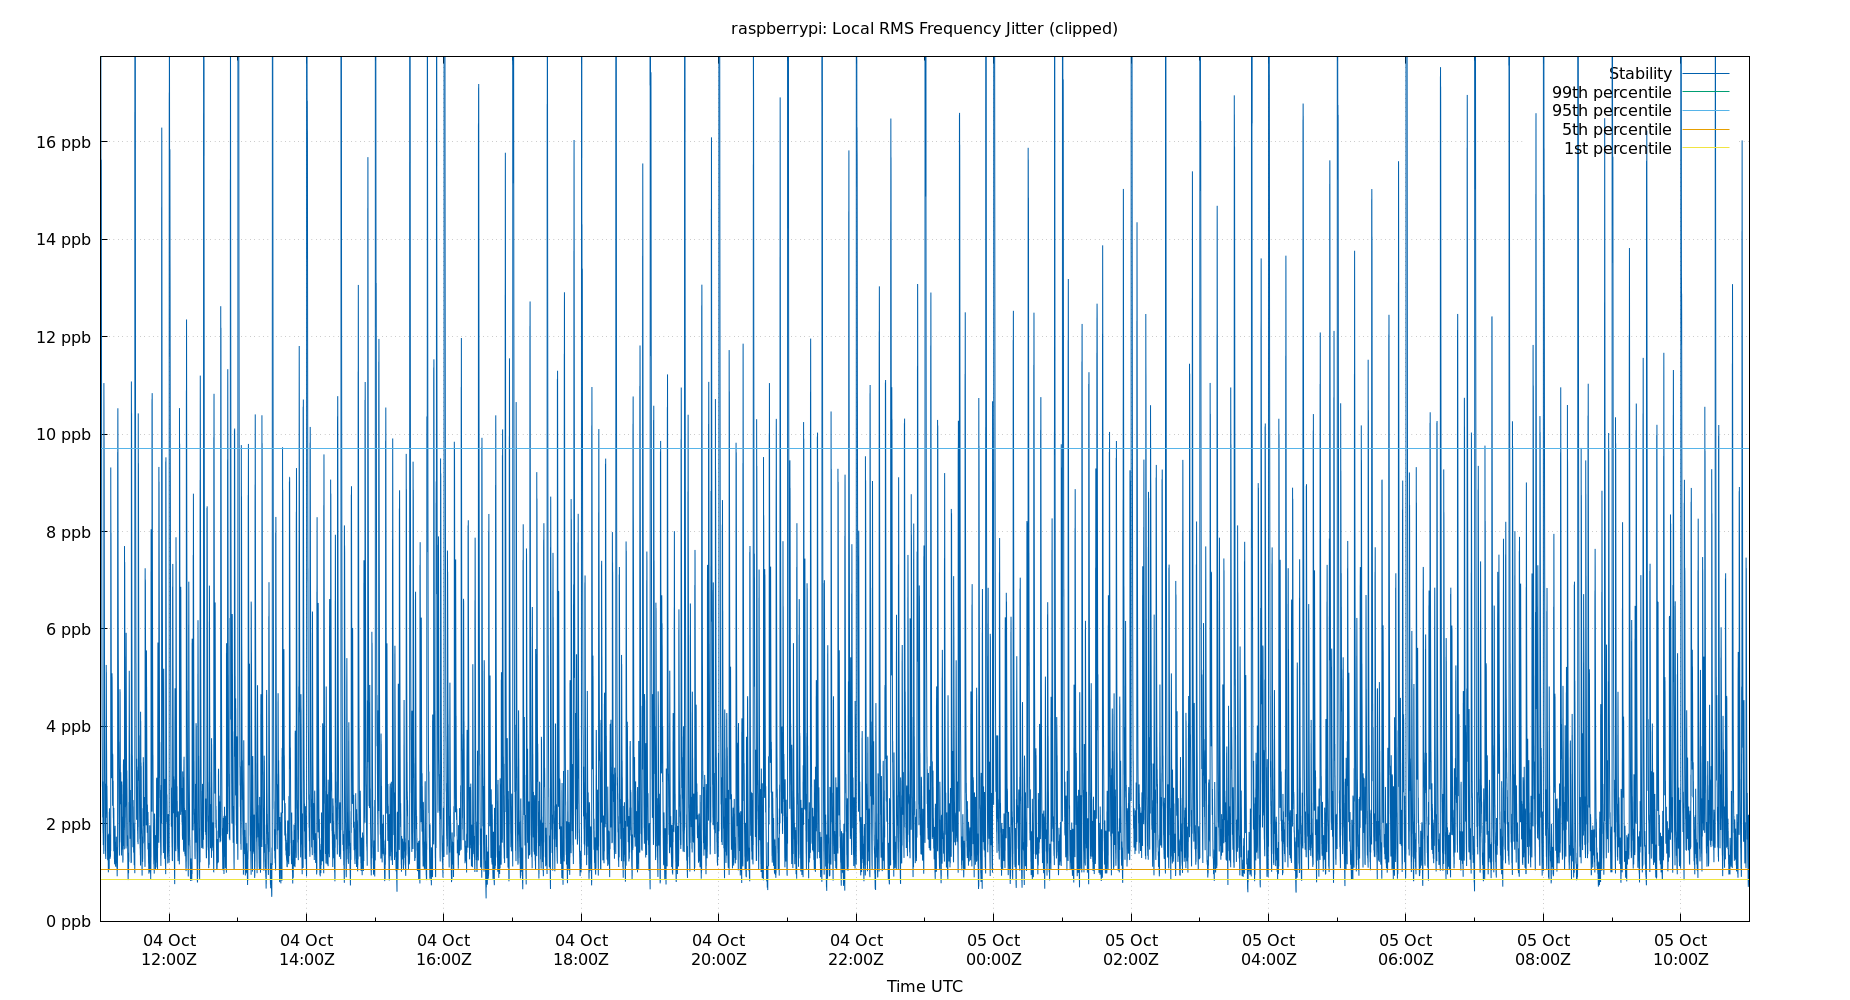 raspberrypi: Local RMS Frequency Jitter (clipped)
Stability
99th percentile
95th percentile
5th percentile
1st percentile
16 ppb
14 ppb
12 ppb
10 ppb
8 ppb
6 ppb
4 ppb
2 ppb
0 ppb
04 Oct 04 Oct 04 Oct 04 Oct 04 Oct 04 Oct 05 Oct 05 Oct 05 Oct 05 Oct 05 Oct 05 Oct
12:00Z 14:00Z 16:00Z 18:00Z 20:00Z 22:00Z 00:00Z 02:00Z 04:00Z 06:00Z 08:00Z 10:00Z
Time UTC